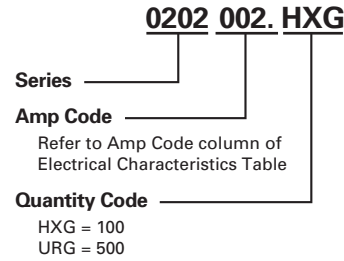 0202 002. HXG
Series
Amp Code
Refer to Amp Code column of
Electrical Characteristics Table
Quantity Code
HXG = 100
URG = 500